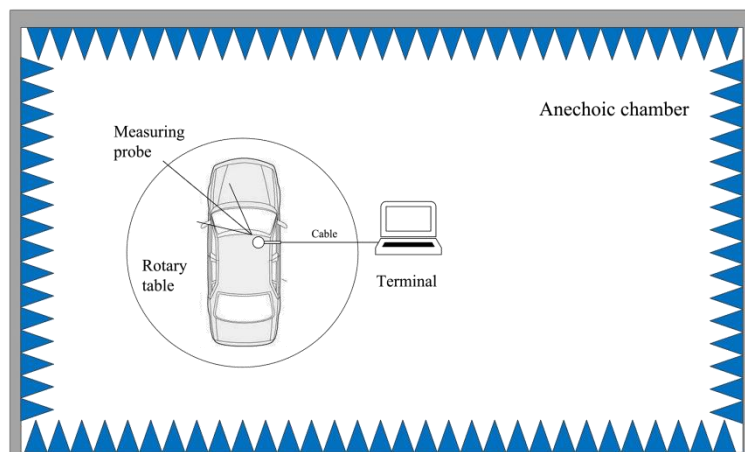 Anechoic chamber
Measuring
probe
Cable
Rotary
table
Terminal